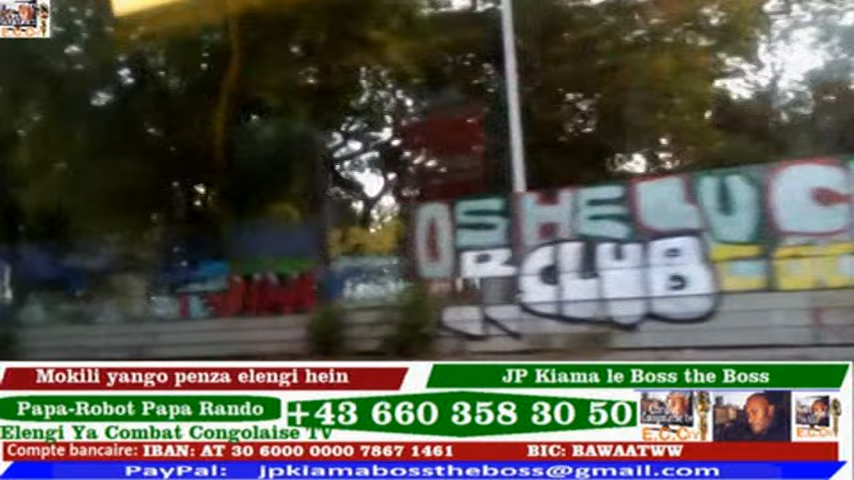 OSHELUC
R CLUB
Mokili yango penza elengi hein
JP Kiama le Boss the Boss
Papa-Robot Papa Rando
+43 660 358 30 50
Elengi Ya Combat Congolaise TV
E.C.C.TV
Compte bancaire: IBAN: AT 30 6000 0000 7867 1461
BIC: BAWAATWW
PayPal: jpkiamabosstheboss@gmail.com